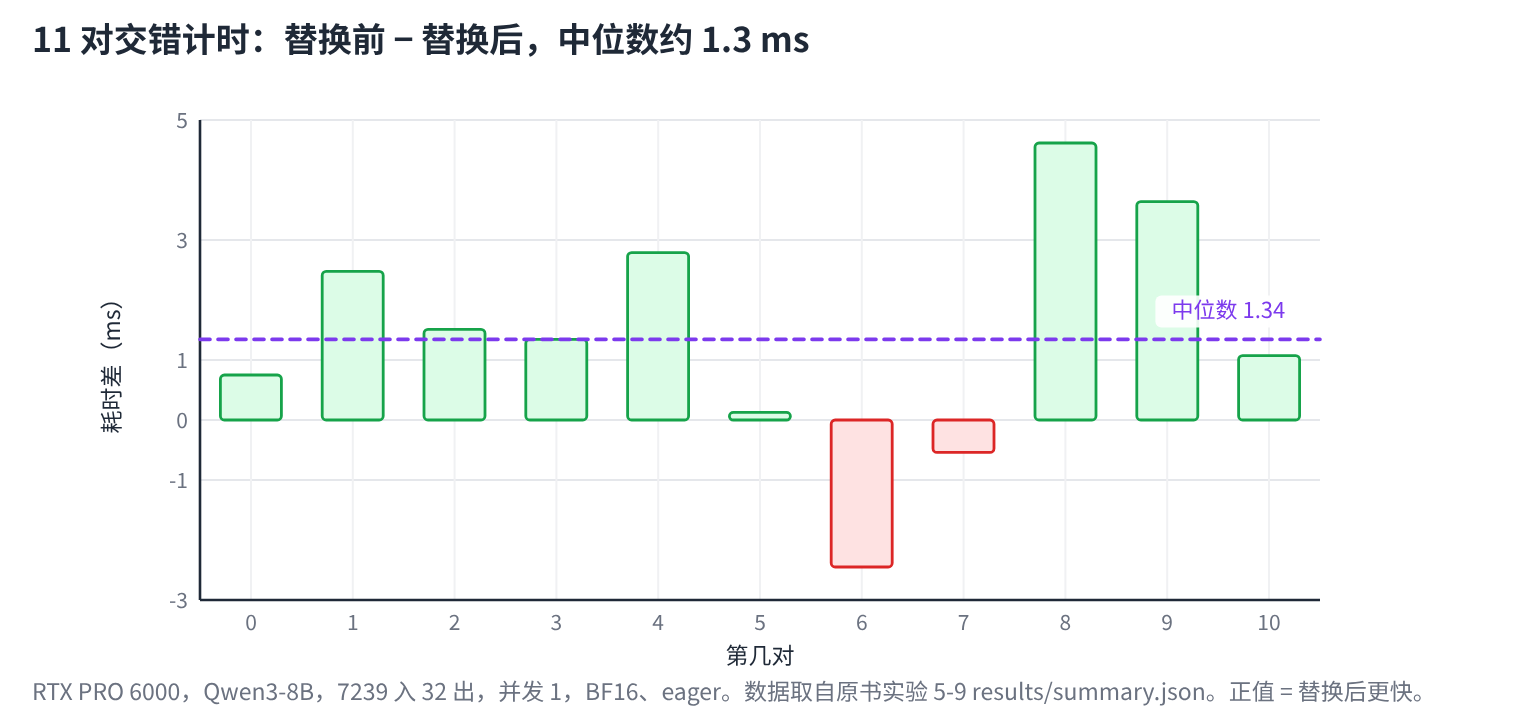 11 对交错计时：替换前 − 替换后，中位数约 1.3 ms
5
3
1
0
-1
-3
耗时差（ms）
中位数 1.34
0 1 2 3 4 5 6 7 8 9 10
第几对
RTX PRO 6000，Qwen3-8B，7239 入 32 出，并发 1，BF16、eager。数据取自原书实验 5-9 results/summary.json。正值 = 替换后更快。